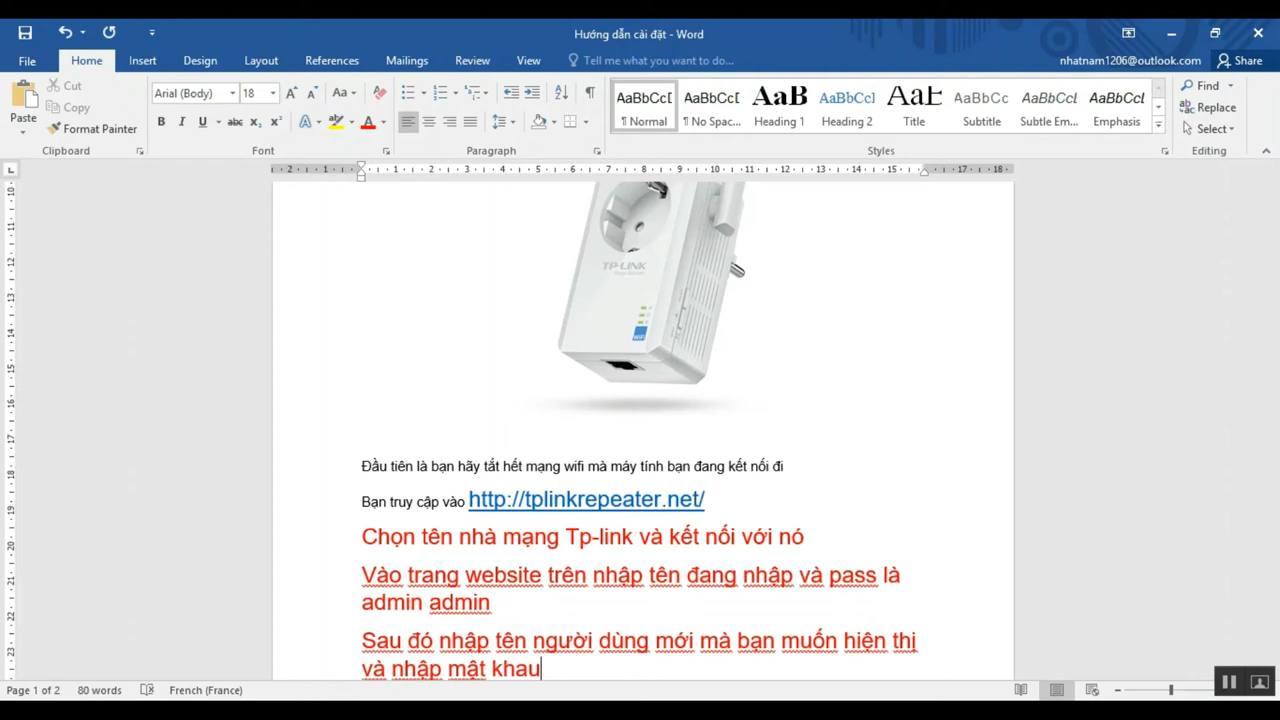 Hướng dẫn cài đặt - Word
File Home Insert Design Layout References Mailings Review View Tell me what you want to do... nhatnam1206@outlook.com Share
Paste Cut Copy Format Painter
Clipboard
Arial (Body) 18
Font
Paragraph
AaBbCcD AaBbCcD AaB AaBbCcI AaE AaBbCc AaBbCcl AaBbCcl
¶ Normal ¶ No Spac... Heading 1 Heading 2 Title Subtitle Subtle Em... Emphasis
Styles
Find Replace Select
Editing
TP-LINK
WiFi
Đầu tiên là bạn hãy tắt hết mạng wifi mà máy tính bạn đang kết nối đi
Bạn truy cập vào http://tplinkrepeater.net/
Chọn tên nhà mạng Tp-link và kết nối với nó
Vào trang website trên nhập tên đang nhập và pass là
admin admin
Sau đó nhập tên người dùng mới mà bạn muốn hiện thị
và nhập mật khau
Page 1 of 2 80 words French (France)